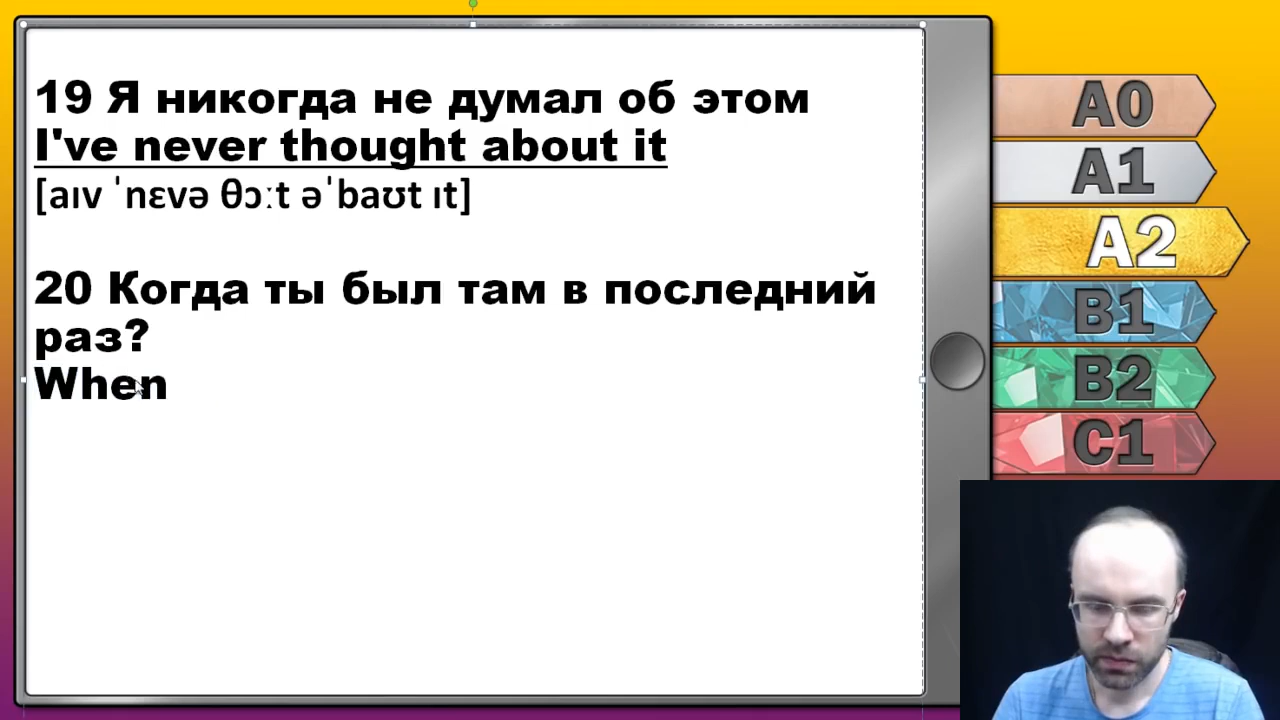 19 Я никогда не думал об этом
I've never thought about it
[aɪv ˈnɛvə θɔːt əˈbaʊt ɪt]
20 Когда ты был там в последний
раз?
When
A0
A1
A2
B1
B2
C1